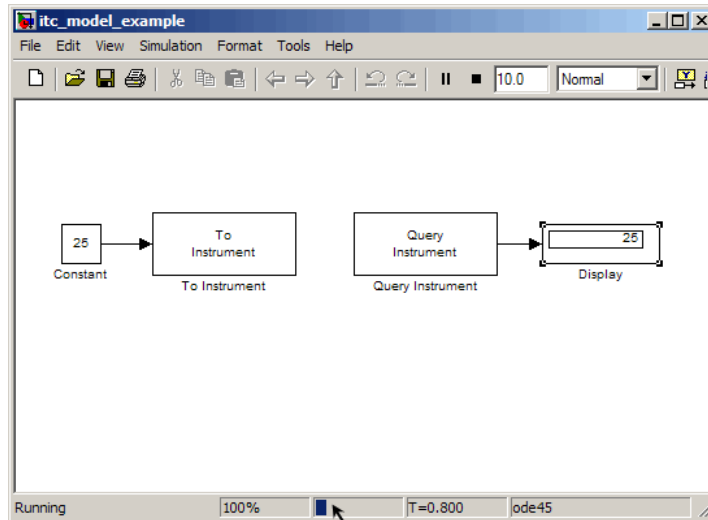 itc_model_example
File Edit View Simulation Format Tools Help
10.0 Normal
25
Constant
To
Instrument
To Instrument
Query
Instrument
Query Instrument
25
Display
Running 100% T=0.800 ode45